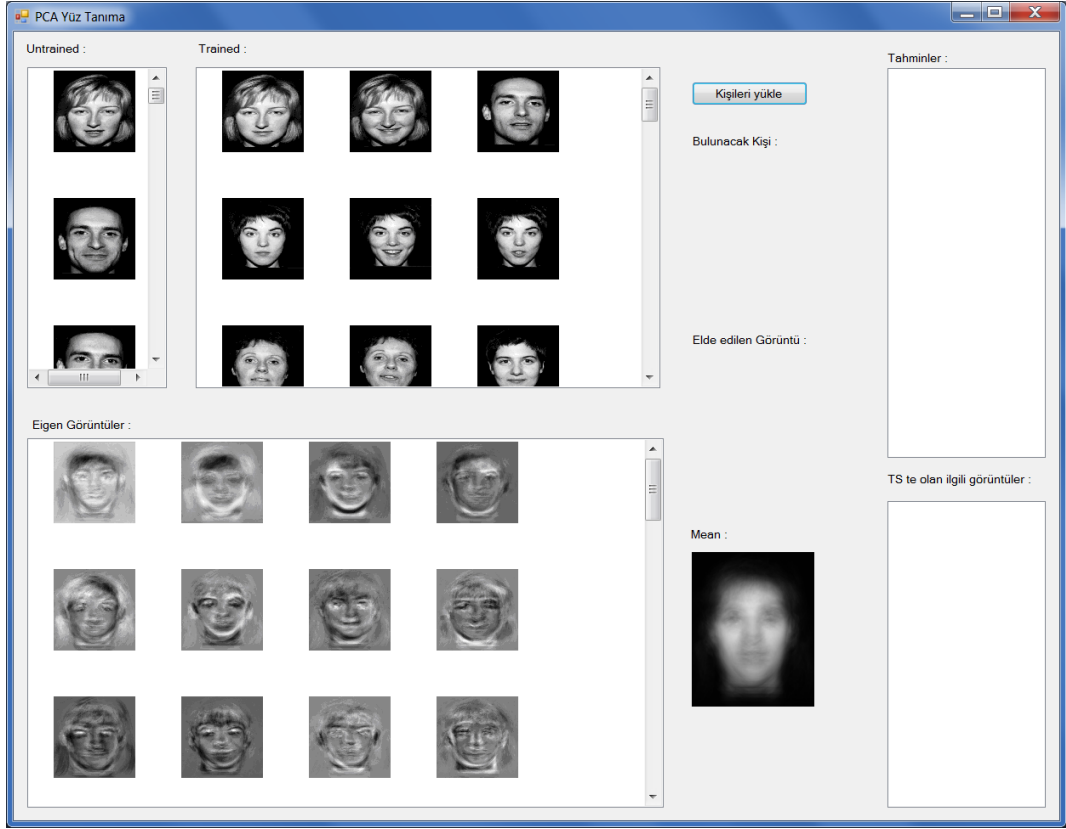 PCA Yüz Tanıma
Untrained :
Trained :
Tahminler :
Kişileri yükle
Bulunacak Kişi :
Elde edilen Görüntü :
Eigen Görüntüler :
TS te olan ilgili görüntüler :
Mean :